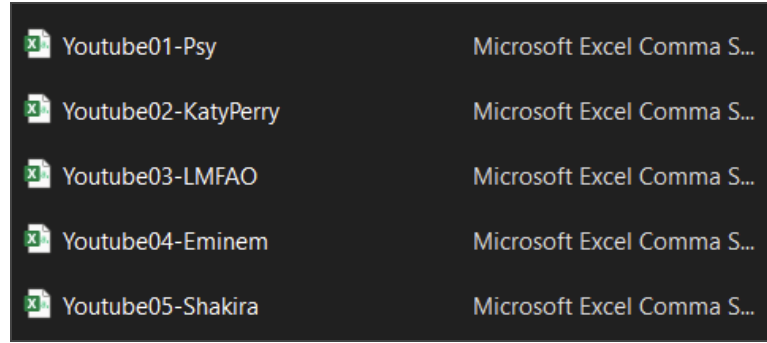 Youtube01-Psy Microsoft Excel Comma S...
Youtube02-KatyPerry Microsoft Excel Comma S...
Youtube03-LMFAO Microsoft Excel Comma S...
Youtube04-Eminem Microsoft Excel Comma S...
Youtube05-Shakira Microsoft Excel Comma S...